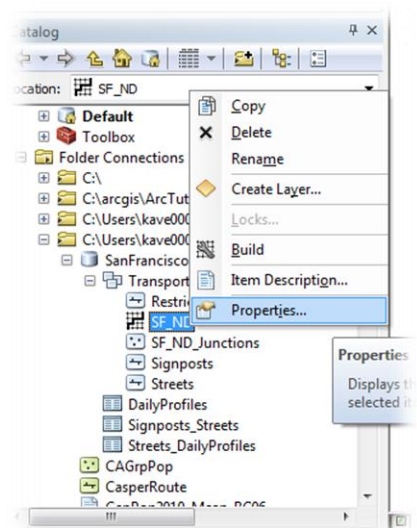 atalog
ocation: SF_ND
Default
Toolbox
Folder Connections
C:\
C:\arcgis\ArcTut
C:\Users\kave000
C:\Users\kave000
SanFrancisco
Transport
Restri
SF_ND
SF_ND_Junctions
Signposts
Streets
DailyProfiles
Signposts_Streets
Streets_DailyProfiles
CAGrpPop
CasperRoute
Copy
Delete
Rename
Create Layer...
Locks...
Build
Item Description...
Properties...
Properties
Displays th
selected it